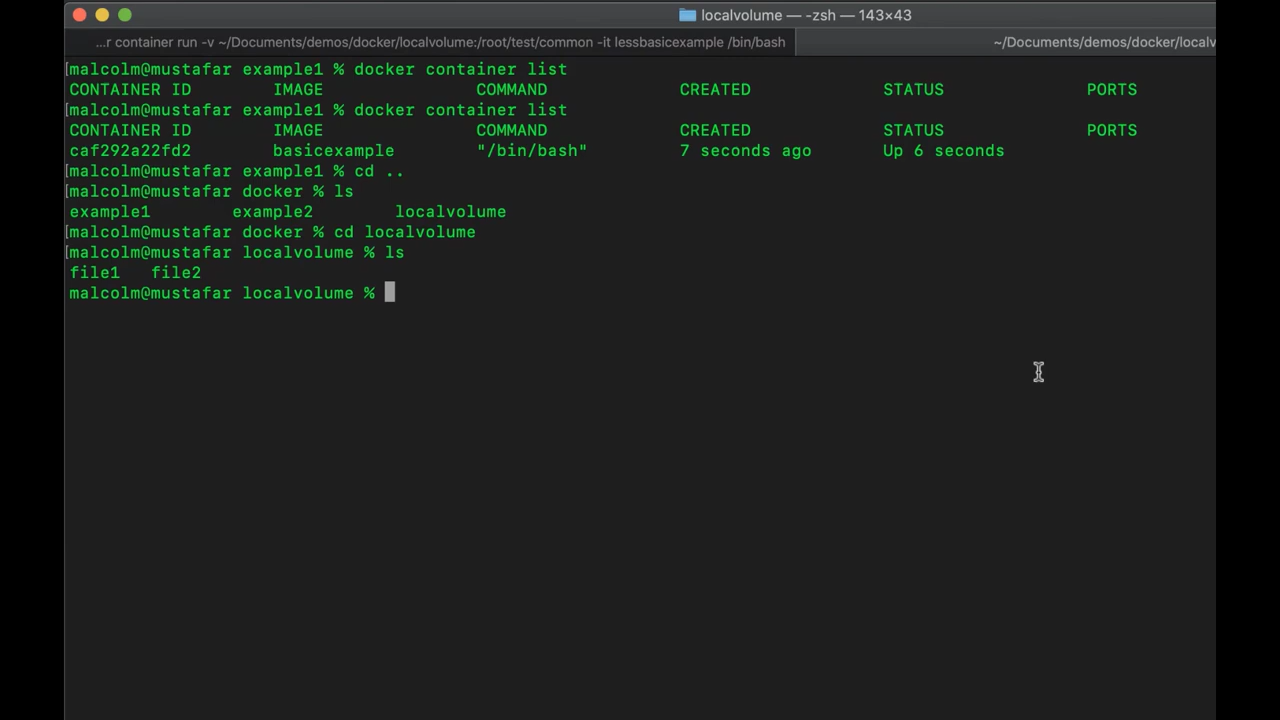 localvolume — -zsh — 143×43
...r container run -v ~/Documents/demos/docker/localvolume:/root/test/common -it lessbasicexample /bin/bash
~/Documents/demos/docker/localv
[malcolm@mustafar example1 % docker container list
CONTAINER ID IMAGE COMMAND CREATED STATUS PORTS
[malcolm@mustafar example1 % docker container list
CONTAINER ID IMAGE COMMAND CREATED STATUS PORTS
caf292a22fd2 basicexample "/bin/bash" 7 seconds ago Up 6 seconds
[malcolm@mustafar example1 % cd ..
[malcolm@mustafar docker % ls
example1 example2 localvolume
[malcolm@mustafar docker % cd localvolume
[malcolm@mustafar localvolume % ls
file1 file2
malcolm@mustafar localvolume %